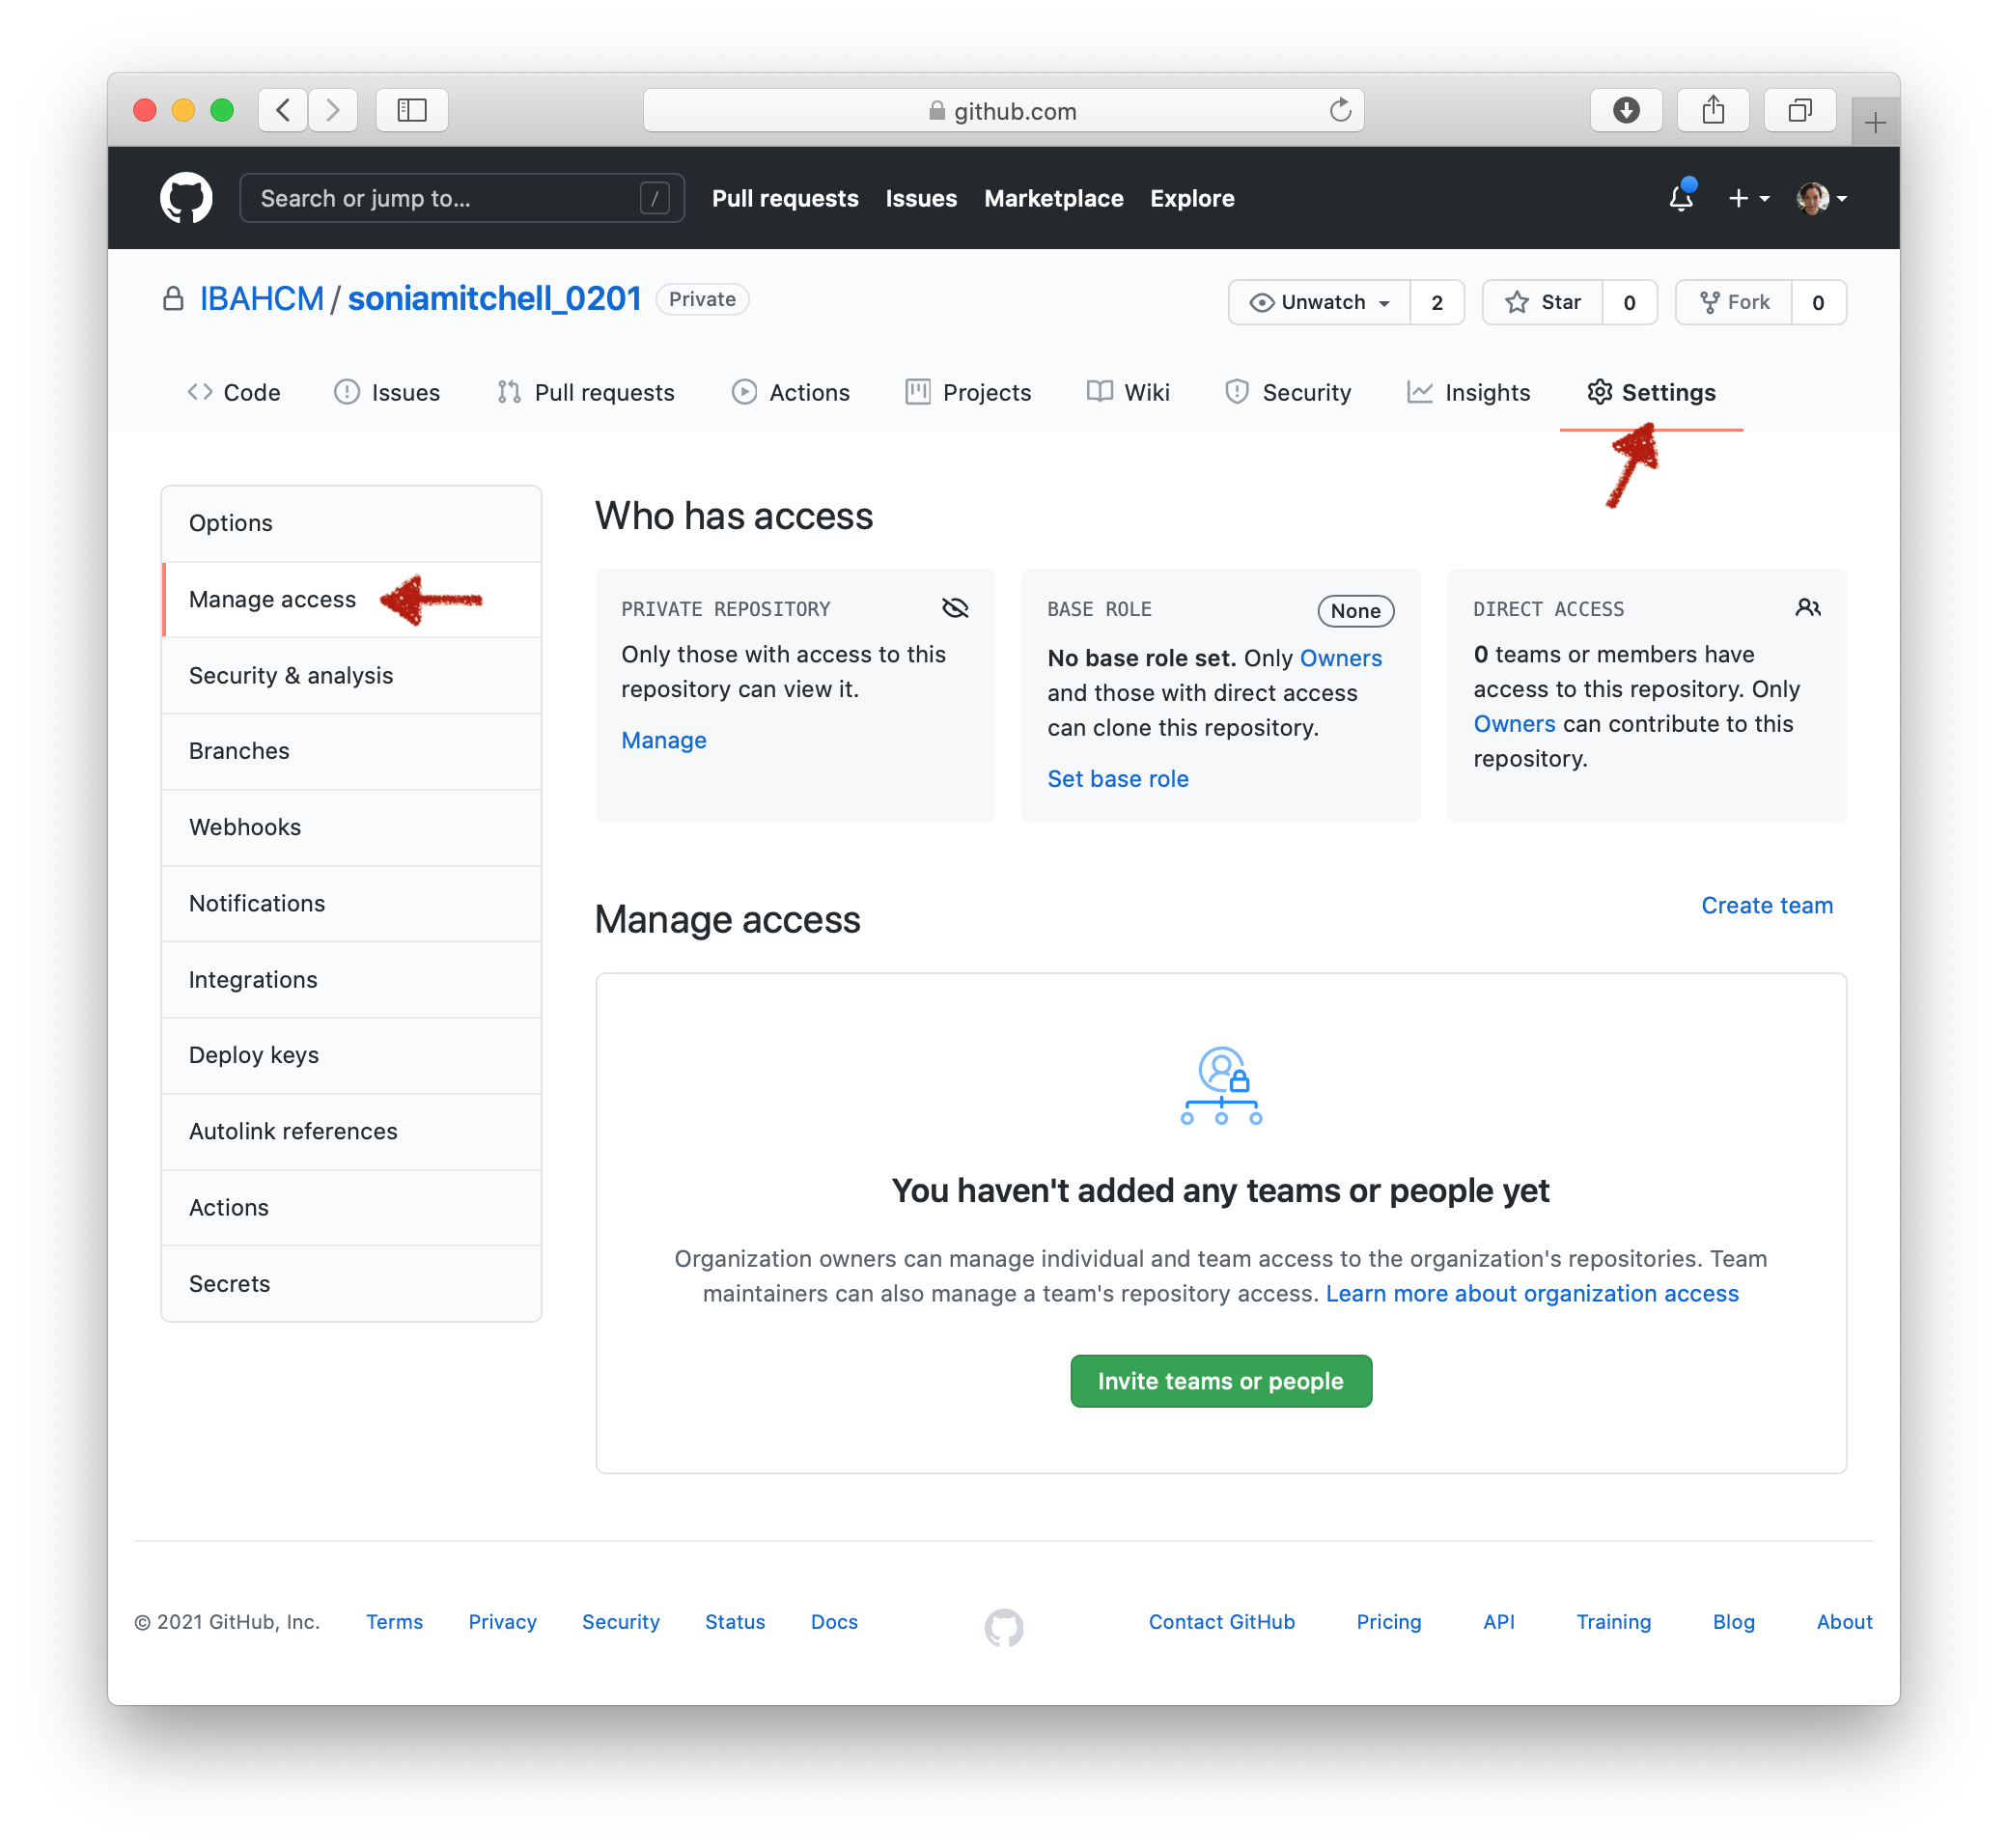 github.com
Search or jump to... /
Pull requests Issues Marketplace Explore
IBAHCM / soniamitchell_0201 Private
Unwatch 2 Star 0 Fork 0
Code Issues Pull requests Actions Projects Wiki Security Insights Settings
Options
Manage access
Security & analysis
Branches
Webhooks
Notifications
Integrations
Deploy keys
Autolink references
Actions
Secrets
Who has access
PRIVATE REPOSITORY
Only those with access to this
repository can view it.
Manage
BASE ROLE None
No base role set. Only Owners
and those with direct access
can clone this repository.
Set base role
DIRECT ACCESS
0 teams or members have
access to this repository. Only
Owners can contribute to this
repository.
Manage access
Create team
You haven't added any teams or people yet
Organization owners can manage individual and team access to the organization's repositories. Team
maintainers can also manage a team's repository access. Learn more about organization access
Invite teams or people
© 2021 GitHub, Inc. Terms Privacy Security Status Docs Contact GitHub Pricing API Training Blog About